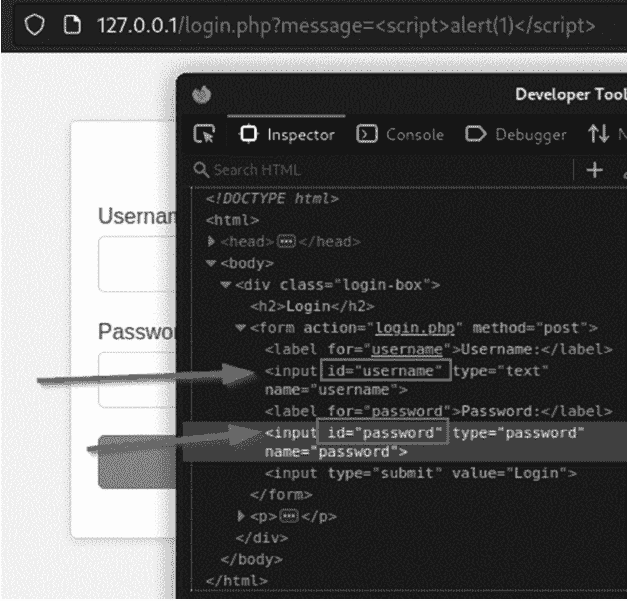 127.0.0.1/login.php?message=<script>alert(1)</script>
Developer Tool
Inspector Console Debugger N
Search HTML
<!DOCTYPE html>
<html>
<head></head>
<body>
<div class="login-box">
<h2>Login</h2>
<form action="login.php" method="post">
<label for="username">Username:</label>
<input id="username" type="text"
name="username">
<label for="password">Password:</label>
<input id="password" type="password"
name="password">
<input type="submit" value="Login">
</form>
<p></p>
</div>
</body>
</html>
Usernam
Passwo